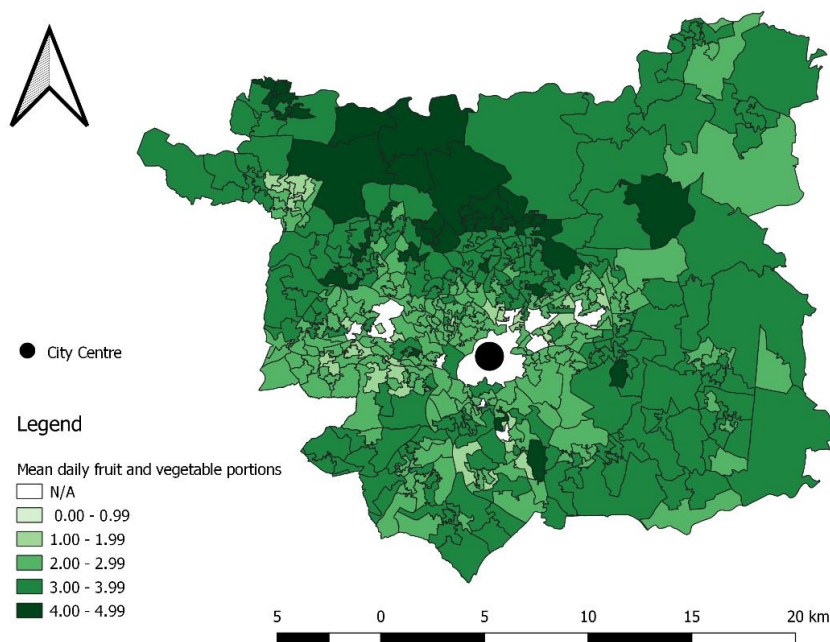 City Centre
Legend
Mean daily fruit and vegetable portions
N/A
0.00 - 0.99
1.00 - 1.99
2.00 - 2.99
3.00 - 3.99
4.00 - 4.99
5 0 5 10 15 20 km